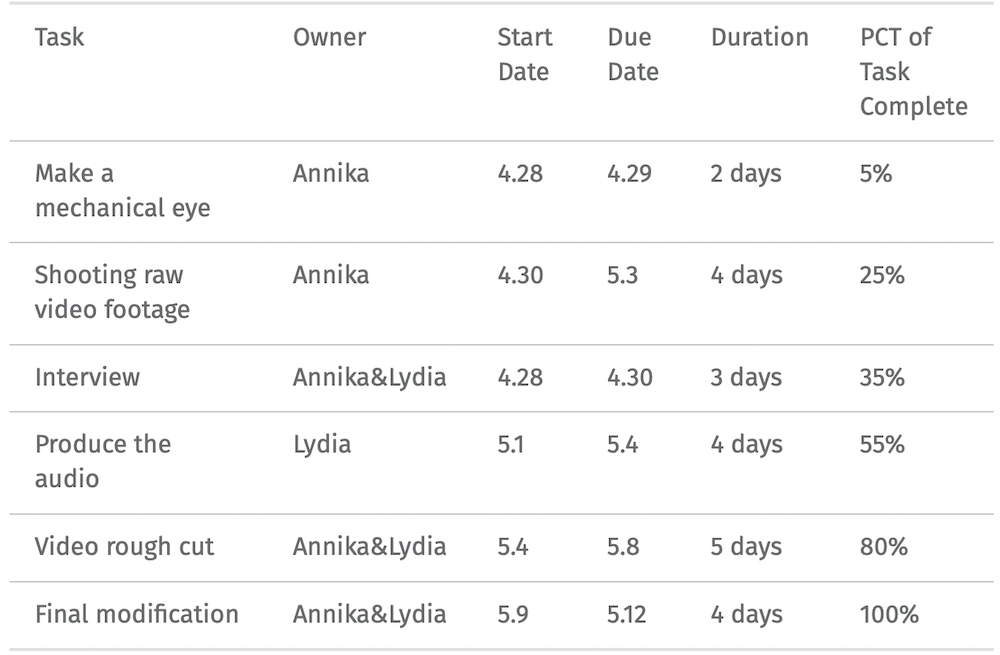 Task Owner Start Date Due Date Duration PCT of Task Complete
Make a mechanical eye Annika 4.28 4.29 2 days 5%
Shooting raw video footage Annika 4.30 5.3 4 days 25%
Interview Annika&Lydia 4.28 4.30 3 days 35%
Produce the audio Lydia 5.1 5.4 4 days 55%
Video rough cut Annika&Lydia 5.4 5.8 5 days 80%
Final modification Annika&Lydia 5.9 5.12 4 days 100%